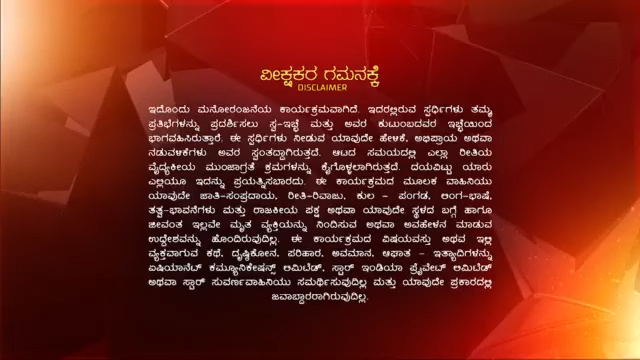 ವೀಕ್ಷಕರ ಗಮನಕ್ಕೆ
DISCLAIMER
ಇದೊಂದು ಮನೋರಂಜನೆಯ ಕಾರ್ಯಕ್ರಮವಾಗಿದೆ. ಇದರಲ್ಲಿರುವ ಸ್ಪರ್ಧಿಗಳು ತಮ್ಮ
ಪ್ರತಿಭೆಗಳನ್ನು ಪ್ರದರ್ಶಿಸಲು ಸ್ವ-ಇಚ್ಛೆ ಮತ್ತು ಅವರ ಕುಟುಂಬದವರ ಇಚ್ಛೆಯಿಂದ
ಭಾಗವಹಿಸಿರುತ್ತಾರೆ. ಈ ಸ್ಪರ್ಧಿಗಳು ನೀಡುವ ಯಾವುದೇ ಹೇಳಿಕೆ, ಅಭಿಪ್ರಾಯ ಅಥವಾ
ನಡುವಳಿಕೆಗಳು ಅವರ ಸ್ವಂತದ್ದಾಗಿರುತ್ತದೆ. ಆಟದ ಸಮಯದಲ್ಲಿ ಎಲ್ಲಾ ರೀತಿಯ
ವೈದ್ಯಕೀಯ ಮುಂಜಾಗ್ರತೆ ಕ್ರಮಗಳನ್ನು ಕೈಗೊಳ್ಳಲಾಗಿರುತ್ತದೆ. ದಯವಿಟ್ಟು ಯಾರು
ಎಲ್ಲಿಯೂ ಇದನ್ನು ಪ್ರಯತ್ನಿಸಬಾರದು. ಈ ಕಾರ್ಯಕ್ರಮದ ಮೂಲಕ ವಾಹಿನಿಯು
ಯಾವುದೇ ಜಾತಿ-ಸಂಪ್ರದಾಯ, ರೀತಿ-ರಿವಾಜು, ಕುಲ - ಪಂಗಡ, ಲಿಂಗ-ಭಾಷೆ,
ತತ್ವ-ಭಾವನೆಗಳು ಮತ್ತು ರಾಜಕೀಯ ಪಕ್ಷ ಅಥವಾ ಯಾವುದೇ ಸ್ಥಳದ ಬಗ್ಗೆ ಹಾಗೂ
ಜೀವಂತ ಇಲ್ಲವೇ ಮೃತ ವ್ಯಕ್ತಿಯನ್ನು ನಿಂದಿಸುವ ಅಥವಾ ಅವಹೇಳನ ಮಾಡುವ
ಉದ್ದೇಶವನ್ನು ಹೊಂದಿರುವುದಿಲ್ಲ. ಈ ಕಾರ್ಯಕ್ರಮದ ವಿಷಯವಸ್ತು ಅಥವ ಇಲ್ಲಿ
ವ್ಯಕ್ತವಾಗುವ ಕಥೆ, ದೃಷ್ಟಿಕೋನ, ಪರಿಹಾರ, ಅವಮಾನ, ಆಘಾತ - ಇತ್ಯಾದಿಗಳನ್ನು
ಏಷಿಯಾನೆಟ್ ಕಮ್ಯೂನಿಕೇಷನ್ಸ್ ಲಿಮಿಟೆಡ್, ಸ್ಟಾರ್ ಇಂಡಿಯಾ ಪ್ರೈವೇಟ್ ಲಿಮಿಟೆಡ್
ಅಥವಾ ಸ್ಟಾರ್ ಸುವರ್ಣವಾಹಿನಿಯು ಸಮರ್ಥಿಸುವುದಿಲ್ಲ ಮತ್ತು ಯಾವುದೇ ಪ್ರಕಾರದಲ್ಲಿ
ಜವಾಬ್ದಾರರಾಗಿರುವುದಿಲ್ಲ.